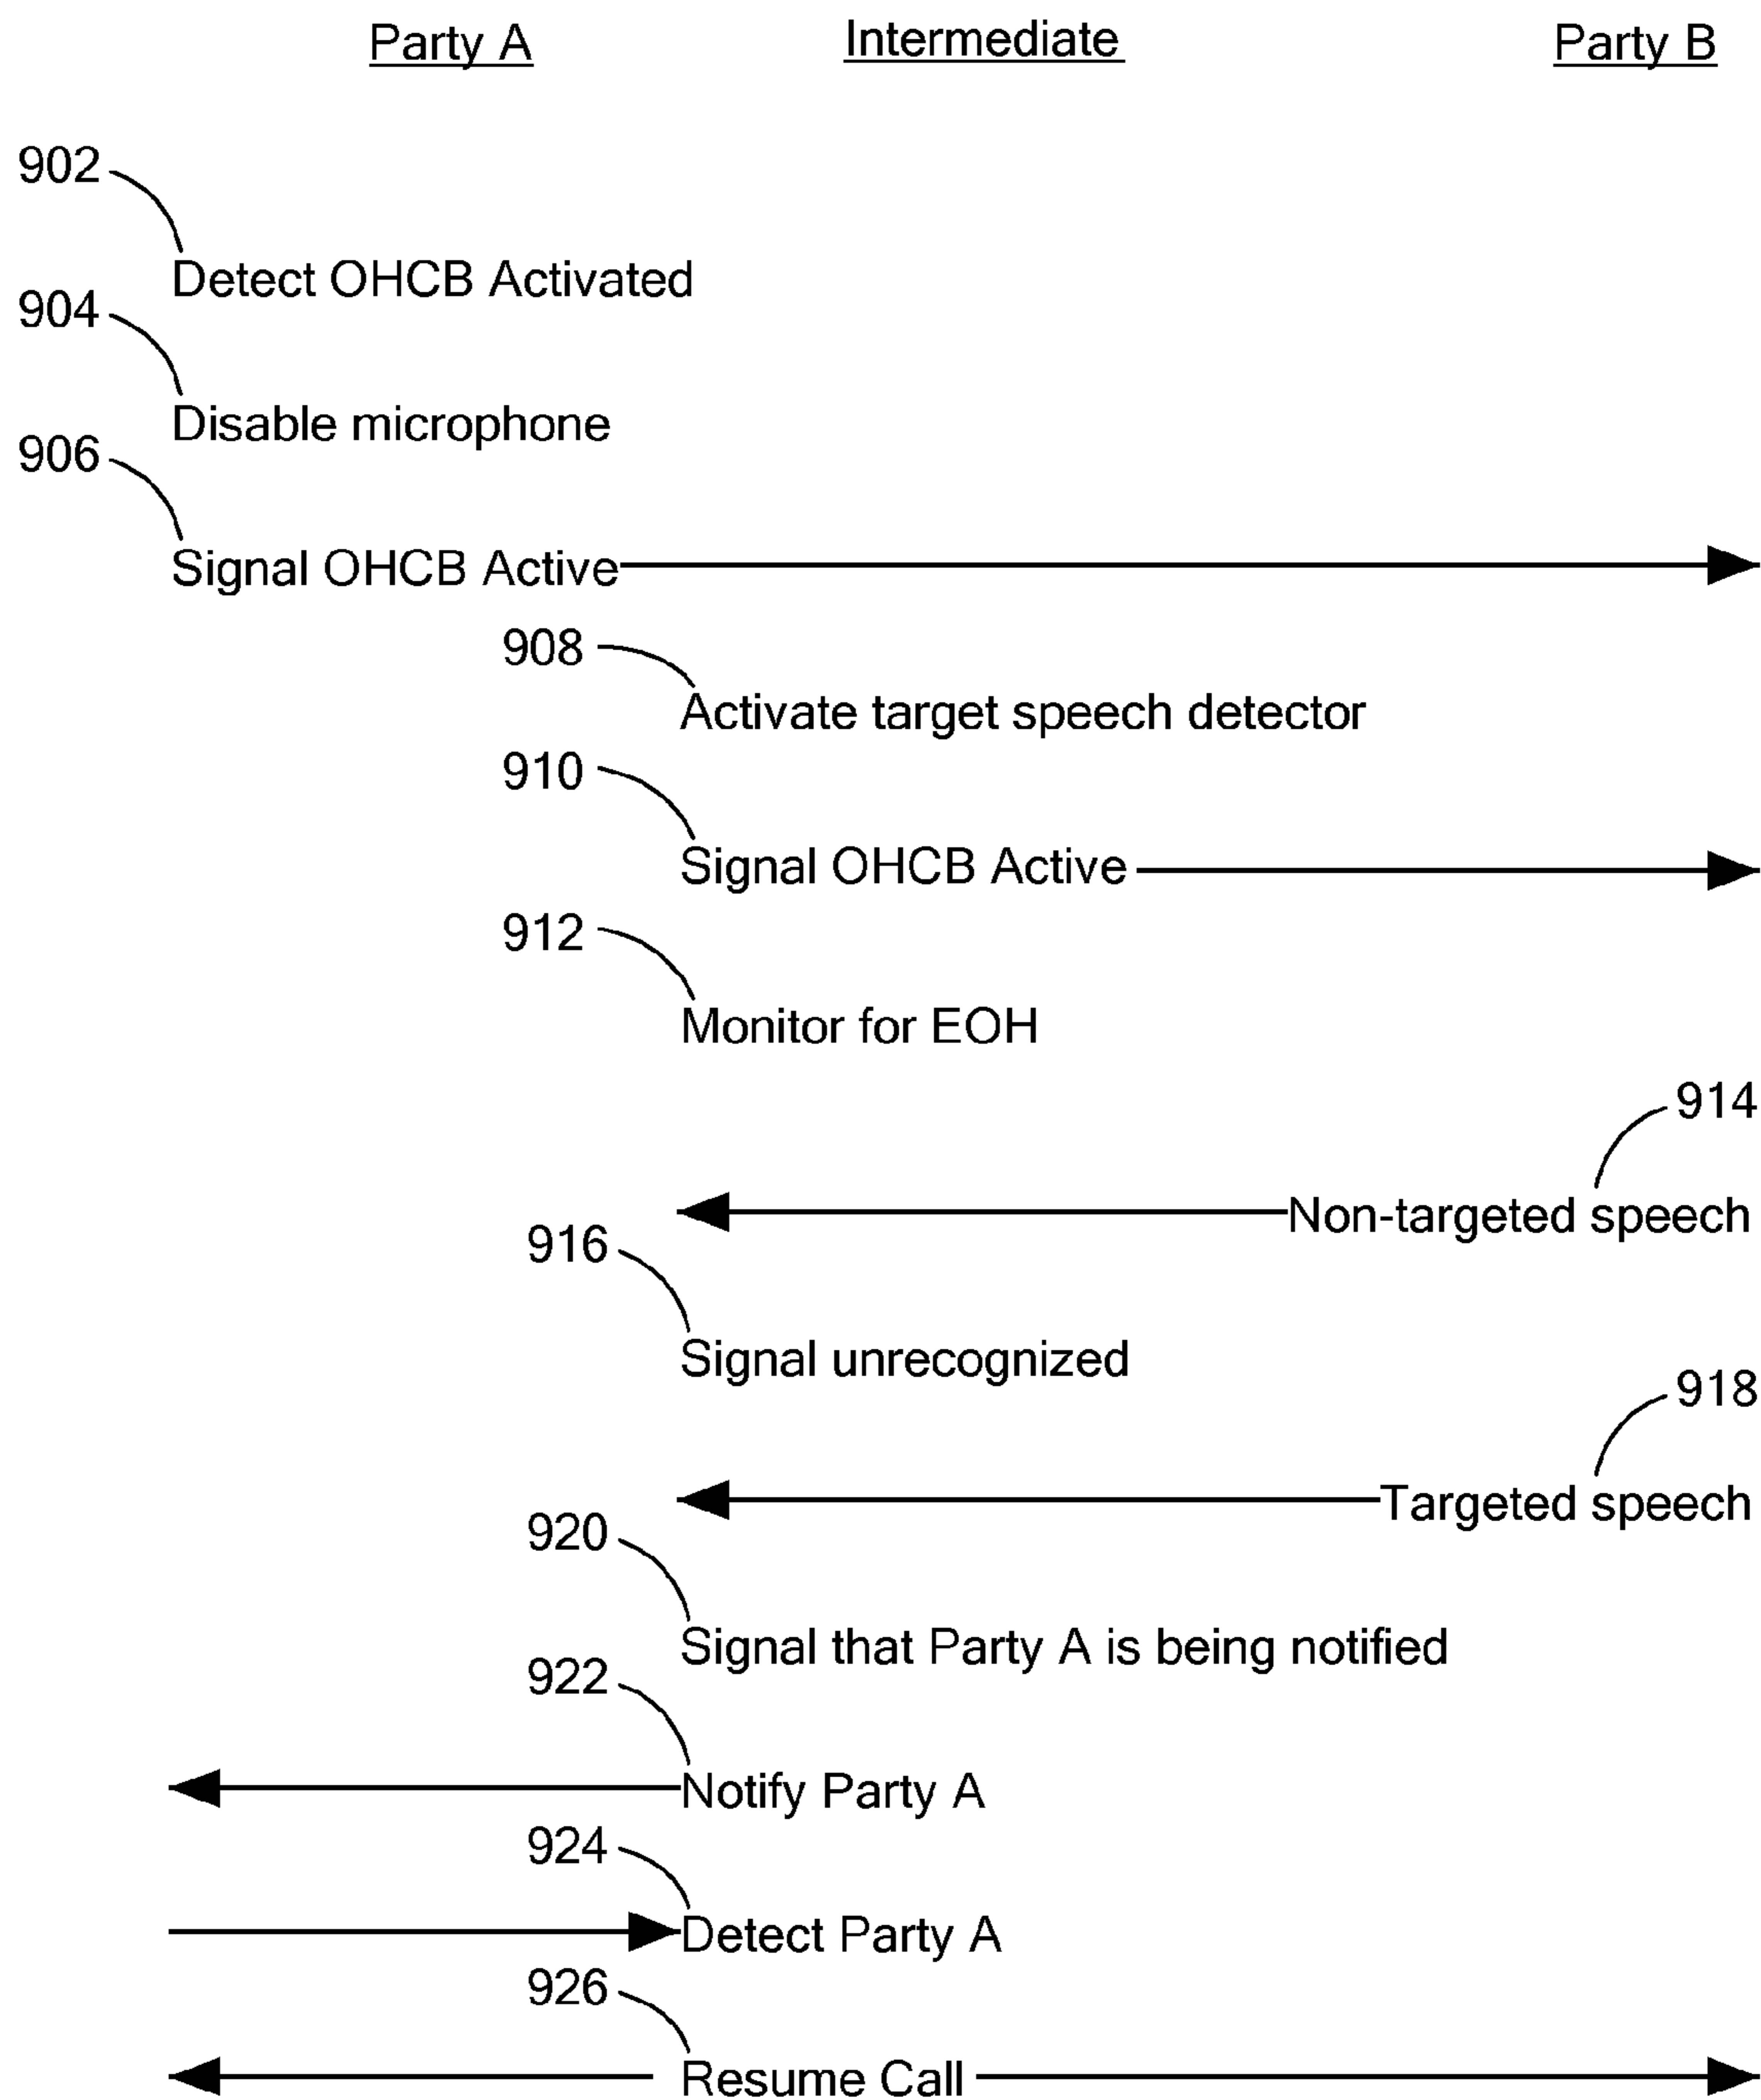 Party A Intermediate Party B
902
Detect OHCB Activated
904
Disable microphone
906
Signal OHCB Active
908
Activate target speech detector
910
Signal OHCB Active
912
Monitor for EOH
914
Non-targeted speech
916
Signal unrecognized
918
Targeted speech
920
Signal that Party A is being notified
922
Notify Party A
924
Detect Party A
926
Resume Call